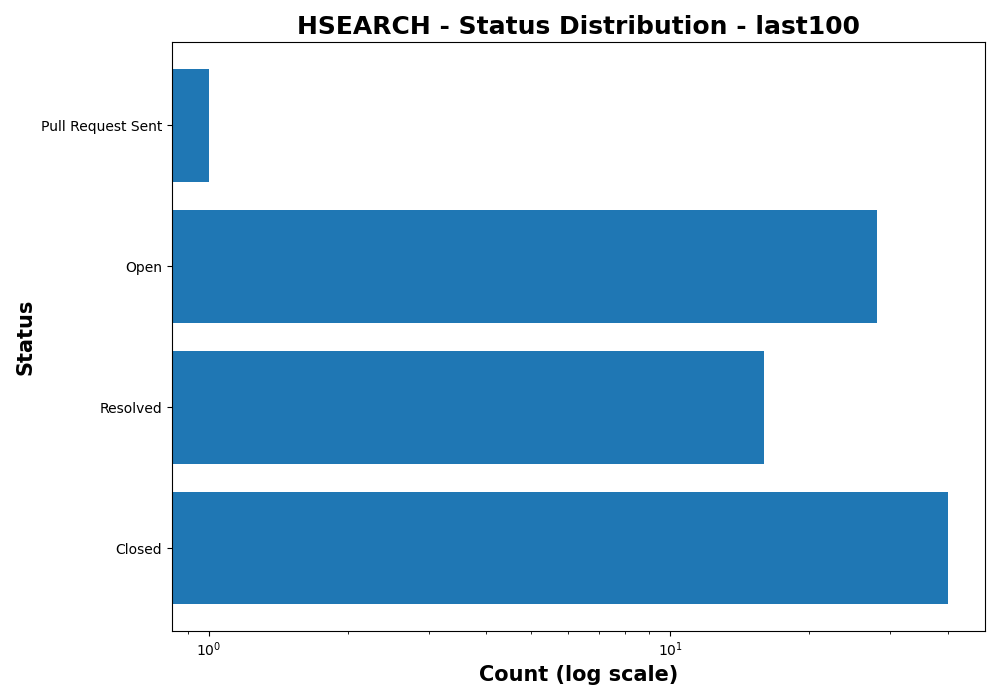 HSEARCH - Status Distribution - last100
Status
Pull Request Sent
Open
Resolved
Closed
10⁰ 10¹
Count (log scale)